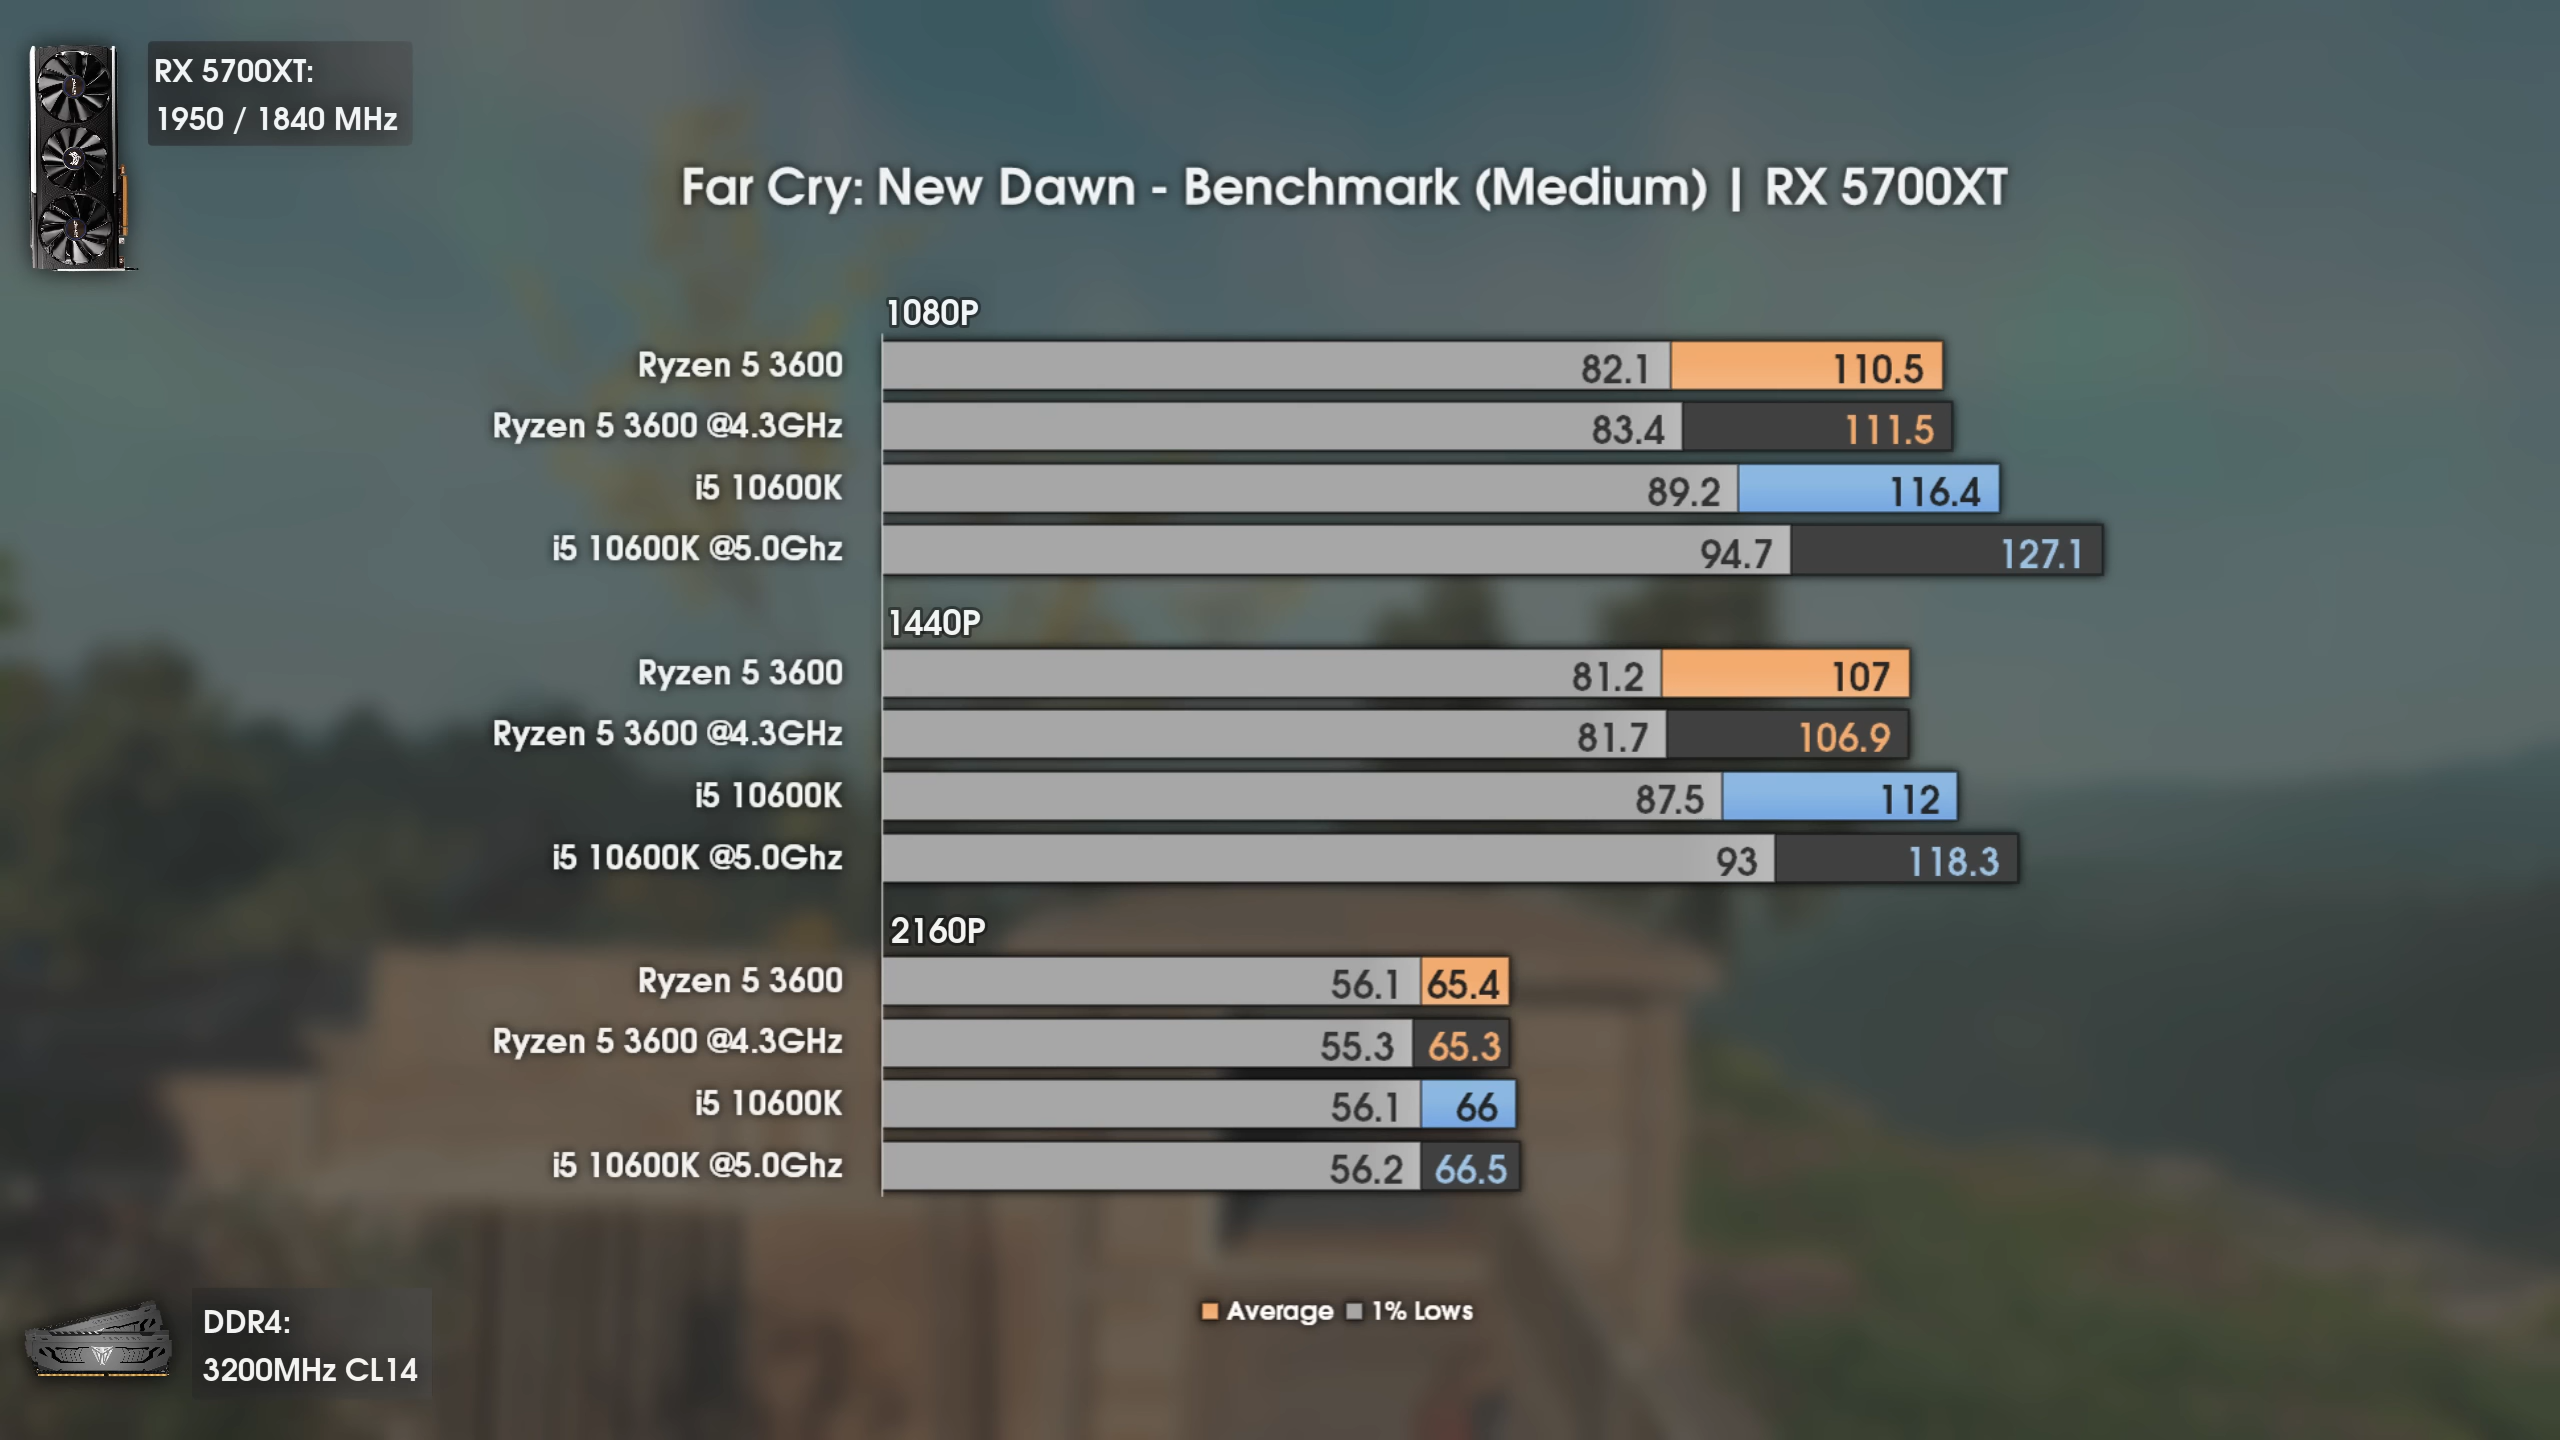 RX 5700XT:
1950 / 1840 MHz
Far Cry: New Dawn - Benchmark (Medium) | RX 5700XT
1080P
Ryzen 5 3600 82.1 110.5
Ryzen 5 3600 @4.3GHz 83.4 111.5
i5 10600K 89.2 116.4
i5 10600K @5.0Ghz 94.7 127.1
1440P
Ryzen 5 3600 81.2 107
Ryzen 5 3600 @4.3GHz 81.7 106.9
i5 10600K 87.5 112
i5 10600K @5.0Ghz 93 118.3
2160P
Ryzen 5 3600 56.1 65.4
Ryzen 5 3600 @4.3GHz 55.3 65.3
i5 10600K 56.1 66
i5 10600K @5.0Ghz 56.2 66.5
Average 1% Lows
DDR4:
3200MHz CL14